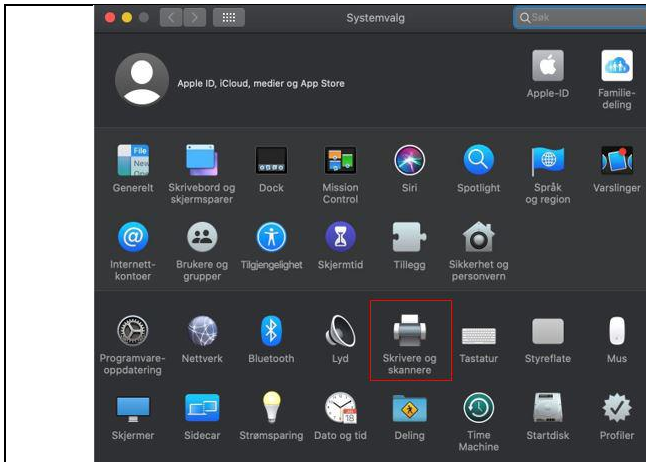 Systemvalg
Søk
Apple ID, iCloud, medier og App Store
Apple-ID
Familie-
deling
File
New
Generelt
Skrivebord og
skjermsparer
Dock
Mission
Control
Siri
Spotlight
Språk
og region
Varslinger
Internett-
kontoer
Brukere og
grupper
Tilgjengelighet
Skjermtid
Tillegg
Sikkerhet og
personvern
Programvare-
oppdatering
Nettverk
Bluetooth
Lyd
Skrivere og
skannere
Tastatur
Styreflate
Mus
Skjermer
Sidecar
Strømsparing
18
Dato og tid
Deling
Time
Machine
Startdisk
Profiler